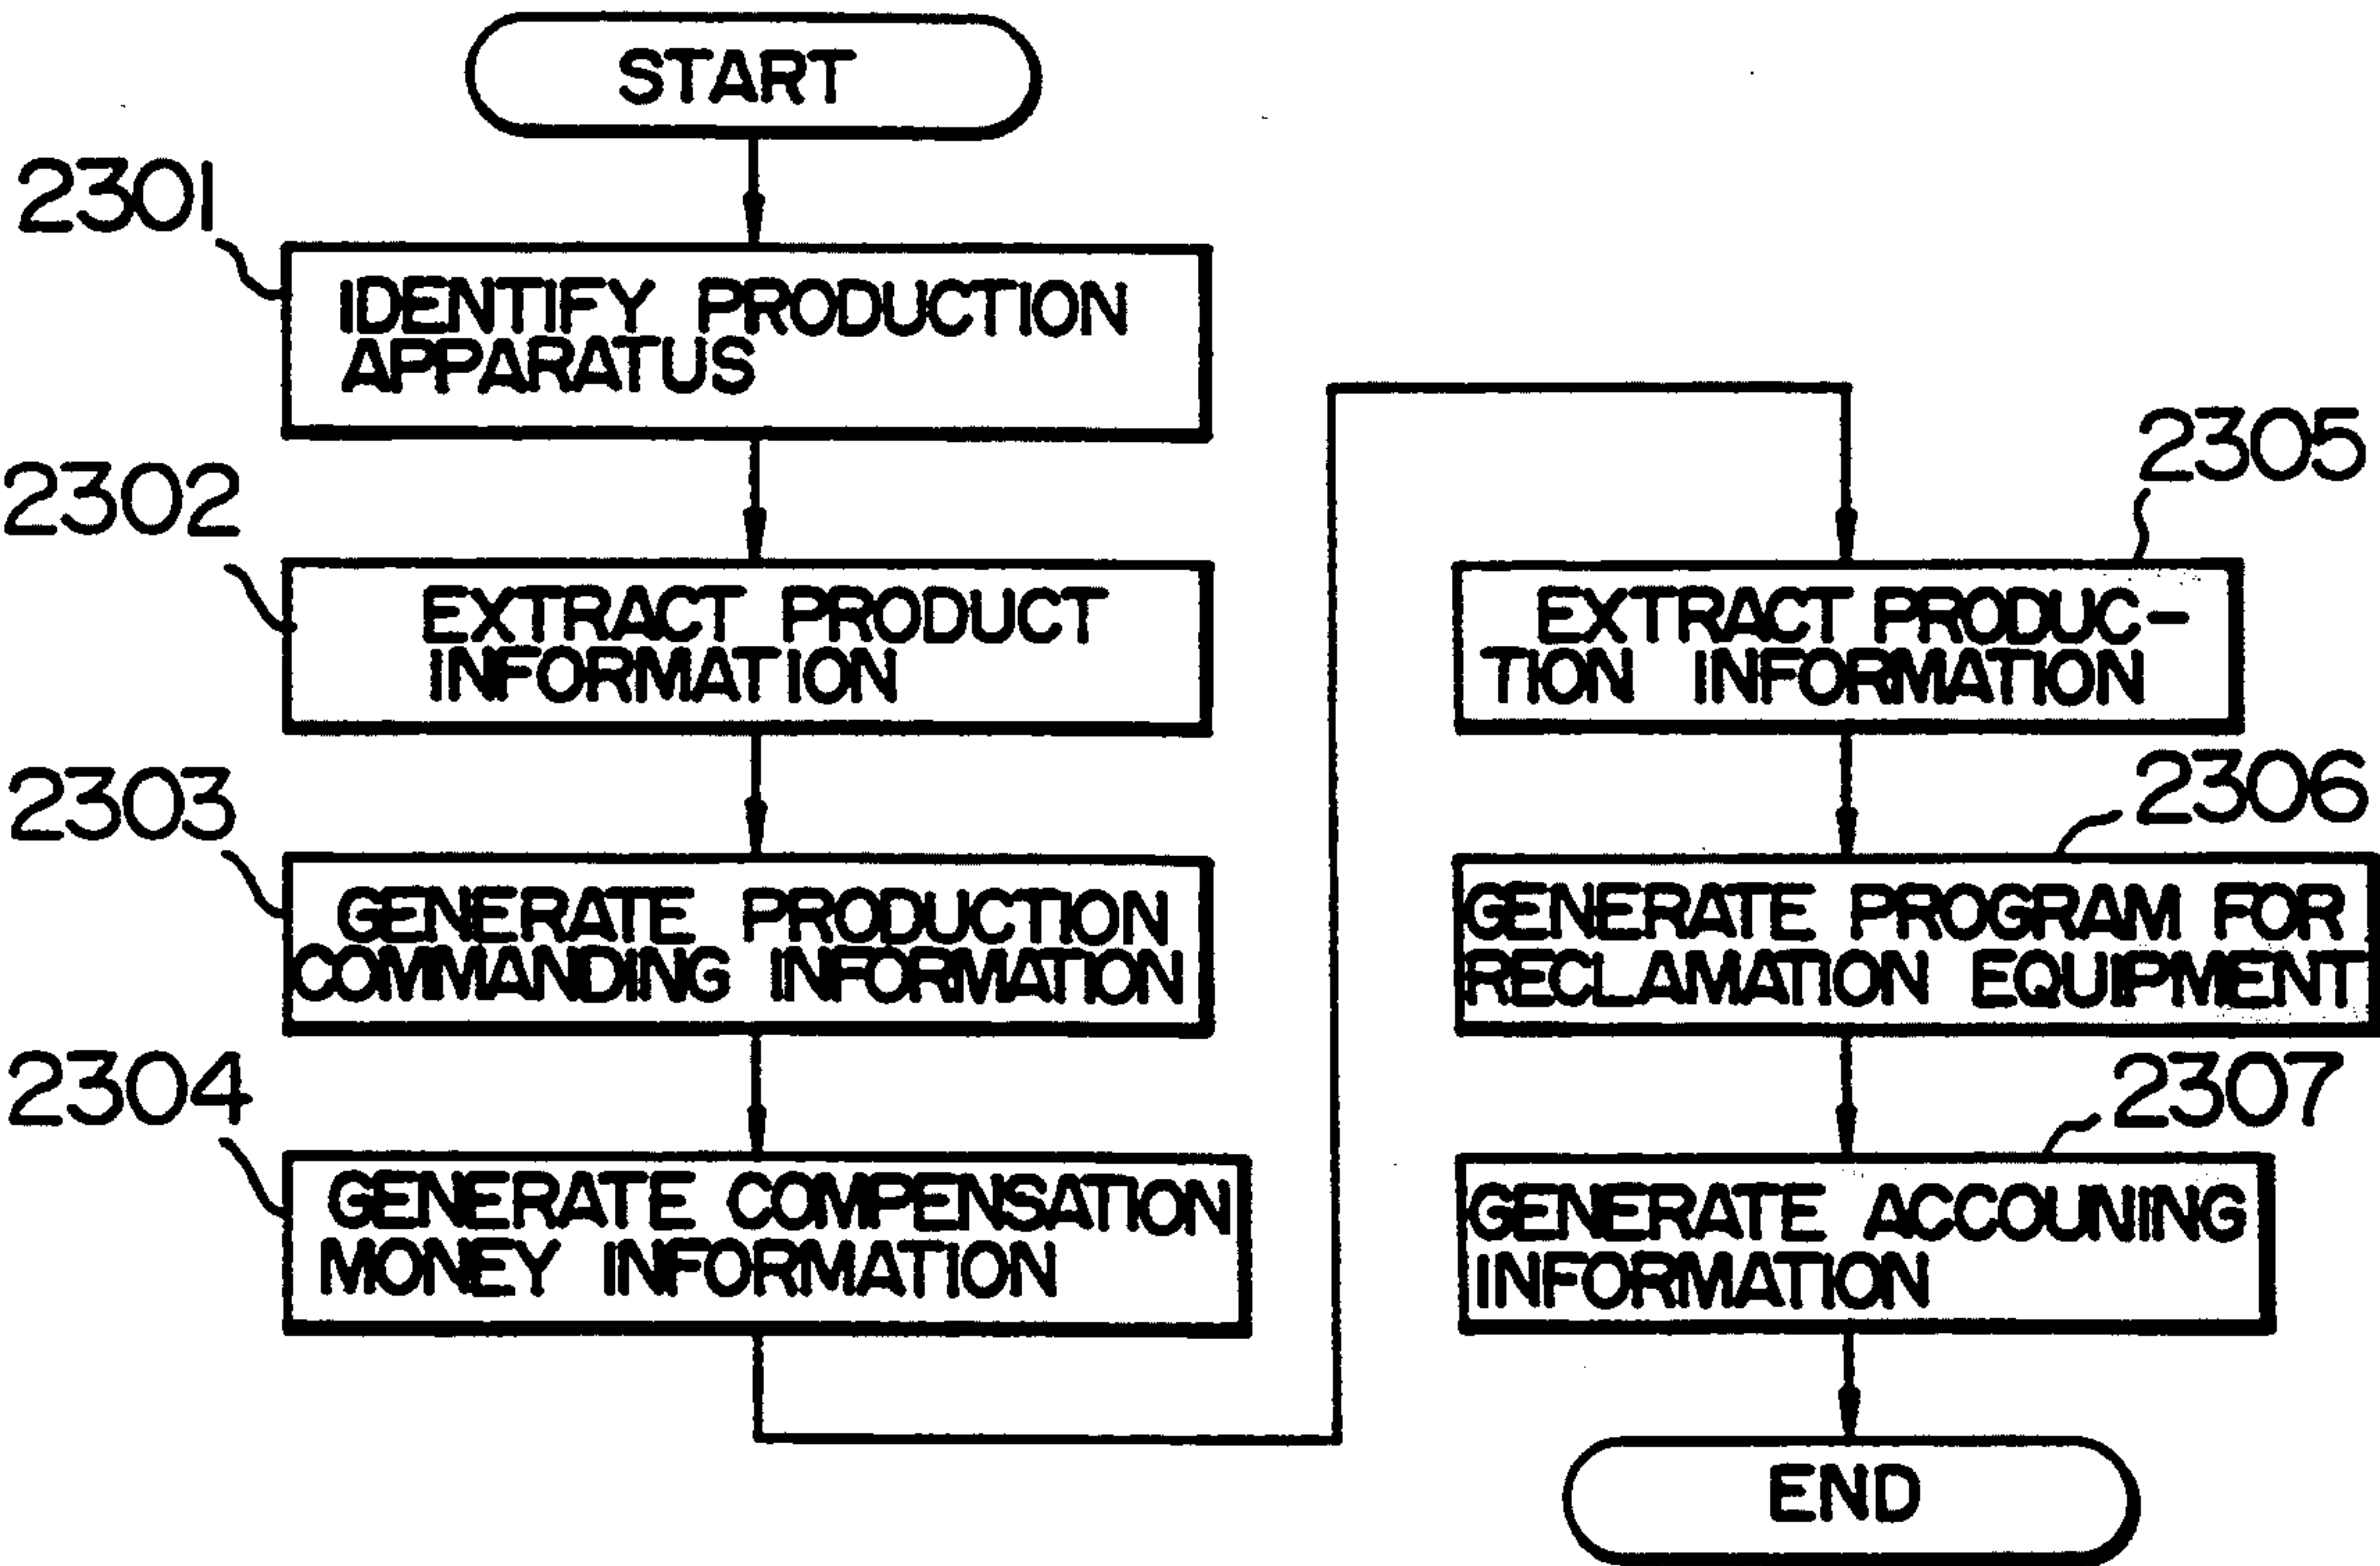 START
2301
IDENTIFY PRODUCTION
APPARATUS
2302
EXTRACT PRODUCT
INFORMATION
2303
GENERATE PRODUCTION
COMMANDING INFORMATION
2304
GENERATE COMPENSATION
MONEY INFORMATION
2305
EXTRACT PRODUC-
TION INFORMATION
2306
GENERATE PROGRAM FOR
RECLAMATION EQUIPMENT
2307
GENERATE ACCOUNING
INFORMATION
END